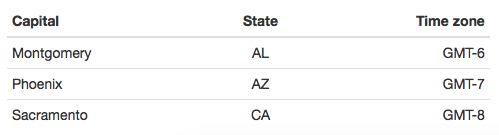 Capital State Time zone
Montgomery AL GMT-6
Phoenix AZ GMT-7
Sacramento CA GMT-8